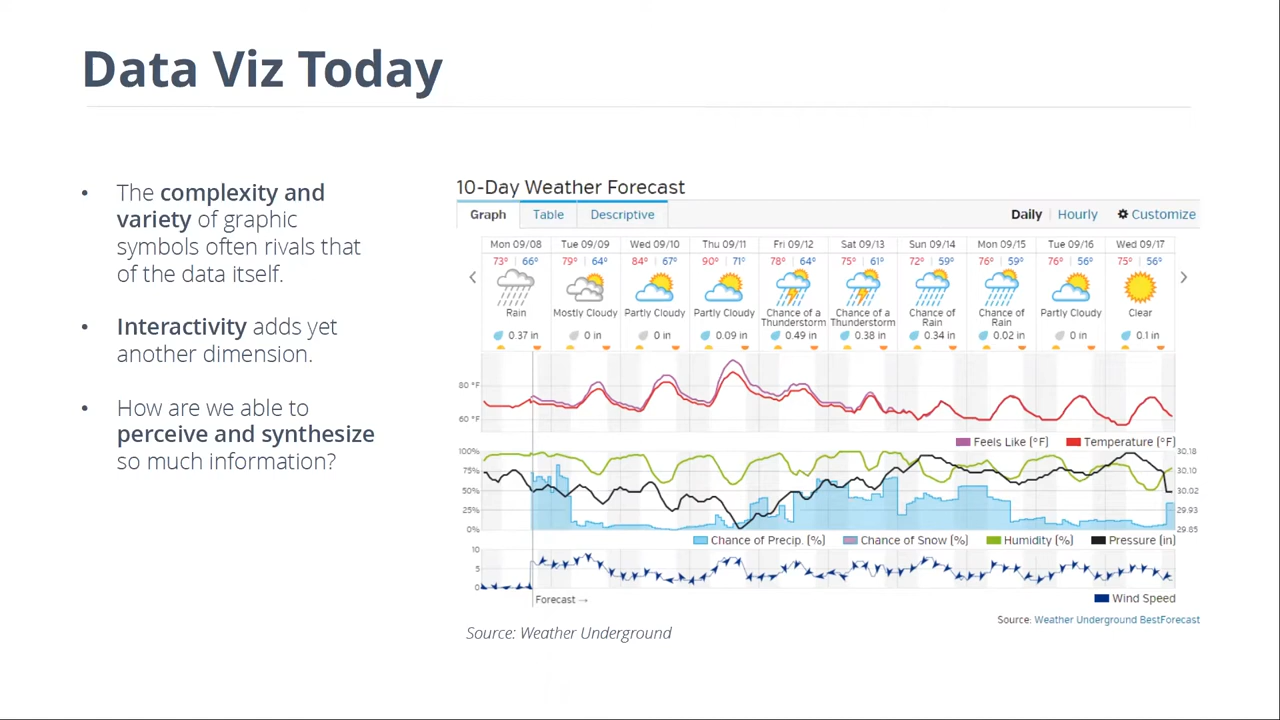 Data Viz Today
• The complexity and
variety of graphic
symbols often rivals that
of the data itself.
• Interactivity adds yet
another dimension.
• How are we able to
perceive and synthesize
so much information?
10-Day Weather Forecast
Graph Table Descriptive Daily | Hourly Customize
Mon 09/08 Tue 09/09 Wed 09/10 Thu 09/11 Fri 09/12 Sat 09/13 Sun 09/14 Mon 09/15 Tue 09/16 Wed 09/17
73° | 66° 79° | 64° 84° | 67° 90° | 71° 78° | 64° 75° | 61° 72° | 59° 76° | 59° 76° | 56° 75° | 56°
Rain Mostly Cloudy Partly Cloudy Partly Cloudy Chance of a Chance of a Chance of Chance of Partly Cloudy Clear
Thunderstorm Thunderstorm Rain Rain
0.37 in 0 in 0 in 0.09 in 0.49 in 0.38 in 0.34 in 0.02 in 0 in 0.1 in
80 °F
60 °F
Feels Like (°F) Temperature (°F)
100% 30.18
75% 30.10
50% 30.02
25% 29.93
0% 29.85
Chance of Precip. (%) Chance of Snow (%) Humidity (%) Pressure (in)
10
5
0
Forecast →
Wind Speed
Source: Weather Underground BestForecast
Source: Weather Underground